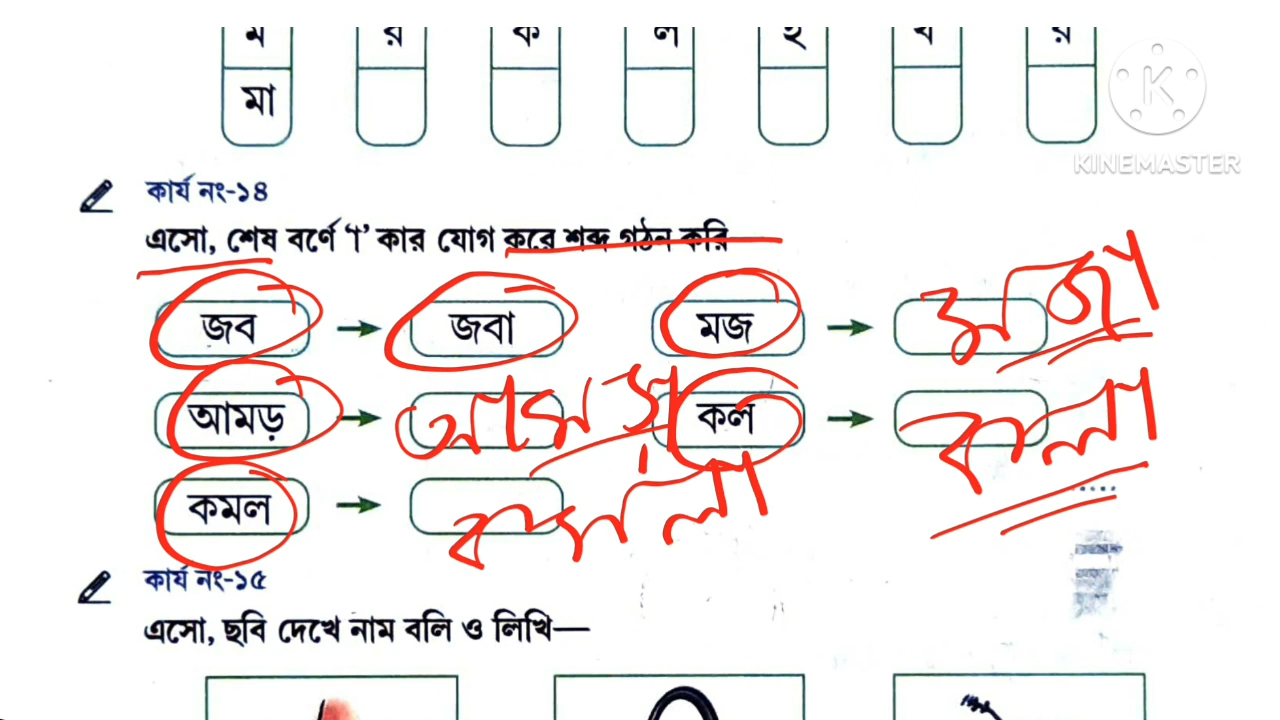 ম র ক ল হ য র
মা
KINEMASTER
কার্য নং-১৪
এসো, শেষ বর্ণে 'া' কার যোগ করে শব্দ গঠন করি
জব → জবা মজ → মজা
আমড় → আমড়া কল → কলা
কমল → কমলা
কার্য নং-১৫
এসো, ছবি দেখে নাম বলি ও লিখি—